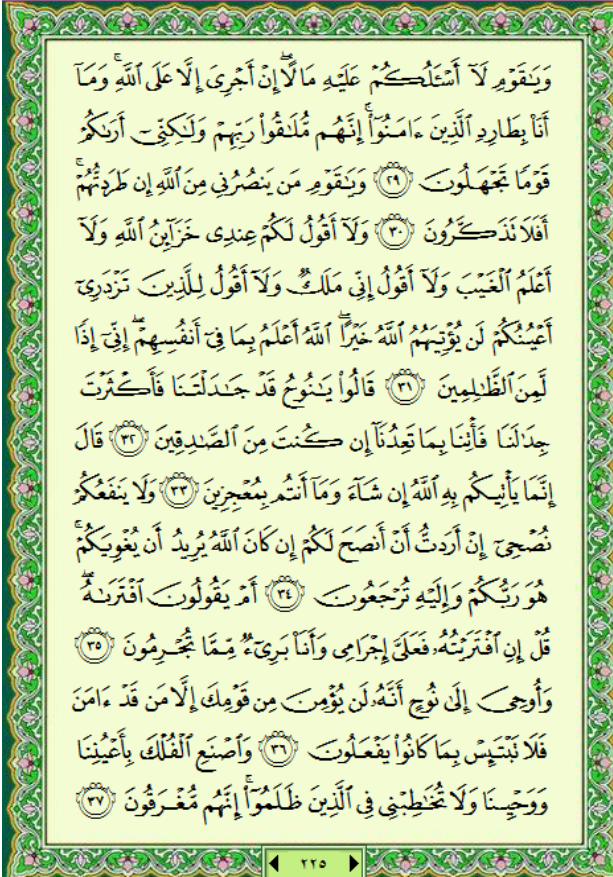 وَيَٰقَوْمِ لَآ أَسْـَٔلُكُمْ عَلَيْهِ مَالًا ۖ إِنْ أَجْرِىَ إِلَّا عَلَى ٱللَّهِ ۚ وَمَآ
أَنَا۠ بِطَارِدِ ٱلَّذِينَ ءَامَنُوٓا۟ ۚ إِنَّهُم مُّلَٰقُوا۟ رَبِّهِمْ وَلَٰكِنِّىٓ أَرَىٰكُمْ
قَوْمًا تَجْهَلُونَ ٢٩ وَيَٰقَوْمِ مَن يَنصُرُنِى مِنَ ٱللَّهِ إِن طَرَدتُّهُمْ ۚ
أَفَلَا تَذَكَّرُونَ ٣٠ وَلَآ أَقُولُ لَكُمْ عِندِى خَزَآئِنُ ٱللَّهِ وَلَآ
أَعْلَمُ ٱلْغَيْبَ وَلَآ أَقُولُ إِنِّى مَلَكٌ وَلَآ أَقُولُ لِلَّذِينَ تَزْدَرِىٓ
أَعْيُنُكُمْ لَن يُؤْتِيَهُمُ ٱللَّهُ خَيْرًا ۖ ٱللَّهُ أَعْلَمُ بِمَا فِىٓ أَنفُسِهِمْ ۖ إِنِّىٓ إِذًا
لَّمِنَ ٱلظَّٰلِمِينَ ٣١ قَالُوا۟ يَٰنُوحُ قَدْ جَٰدَلْتَنَا فَأَكْثَرْتَ
جِدَٰلَنَا فَأْتِنَا بِمَا تَعِدُنَآ إِن كُنتَ مِنَ ٱلصَّٰدِقِينَ ٣٢ قَالَ
إِنَّمَا يَأْتِيكُم بِهِ ٱللَّهُ إِن شَآءَ وَمَآ أَنتُم بِمُعْجِزِينَ ٣٣ وَلَا يَنفَعُكُمْ
نُصْحِىٓ إِنْ أَرَدتُّ أَنْ أَنصَحَ لَكُمْ إِن كَانَ ٱللَّهُ يُرِيدُ أَن يُغْوِيَكُمْ ۚ
هُوَ رَبُّكُمْ وَإِلَيْهِ تُرْجَعُونَ ٣٤ أَمْ يَقُولُونَ ٱفْتَرَىٰهُ ۖ
قُلْ إِنِ ٱفْتَرَيْتُهُۥ فَعَلَىَّ إِجْرَامِى وَأَنَا۠ بَرِىٓءٌ مِّمَّا تُجْرِمُونَ ٣٥
وَأُوحِىَ إِلَىٰ نُوحٍ أَنَّهُۥ لَن يُؤْمِنَ مِن قَوْمِكَ إِلَّا مَن قَدْ ءَامَنَ
فَلَا تَبْتَئِسْ بِمَا كَانُوا۟ يَفْعَلُونَ ٣٦ وَٱصْنَعِ ٱلْفُلْكَ بِأَعْيُنِنَا
وَوَحْيِنَا وَلَا تُخَٰطِبْنِى فِى ٱلَّذِينَ ظَلَمُوٓا۟ ۚ إِنَّهُم مُّغْرَقُونَ ٣٧
٢٢٥